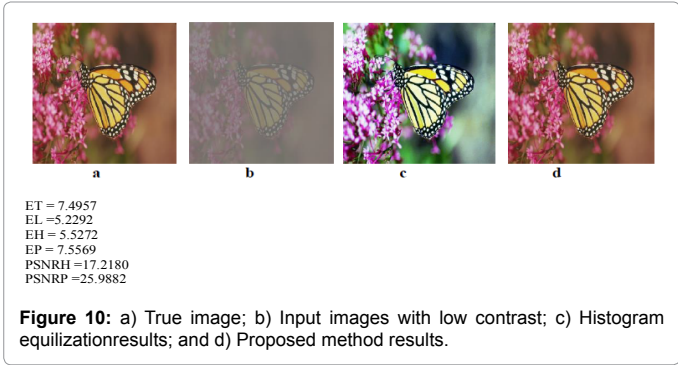 a b c d
ET = 7.4957
EL =5.2292
EH = 5.5272
EP = 7.5569
PSNRH =17.2180
PSNRP =25.9882
Figure 10: a) True image; b) Input images with low contrast; c) Histogram
equilizationresults; and d) Proposed method results.